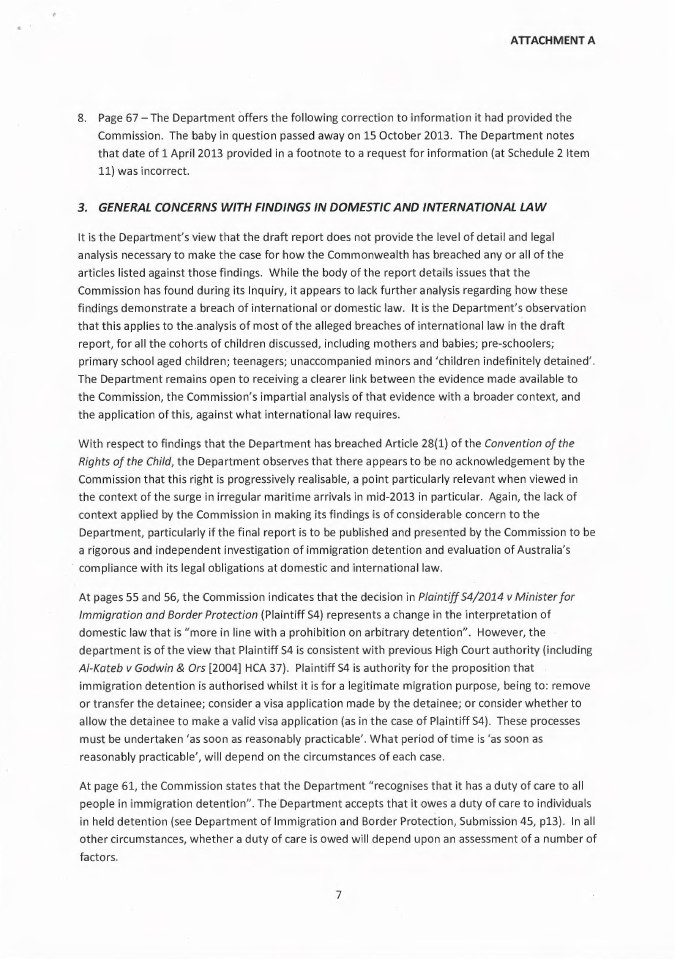 ATTACHMENT A
8. Page 67 – The Department offers the following correction to information it had provided the
Commission. The baby in question passed away on 15 October 2013. The Department notes
that date of 1 April 2013 provided in a footnote to a request for information (at Schedule 2 Item
11) was incorrect.
3. GENERAL CONCERNS WITH FINDINGS IN DOMESTIC AND INTERNATIONAL LAW
It is the Department's view that the draft report does not provide the level of detail and legal
analysis necessary to make the case for how the Commonwealth has breached any or all of the
articles listed against those findings. While the body of the report details issues that the
Commission has found during its Inquiry, it appears to lack further analysis regarding how these
findings demonstrate a breach of international or domestic law. It is the Department's observation
that this applies to the analysis of most of the alleged breaches of international law in the draft
report, for all the cohorts of children discussed, including mothers and babies; pre-schoolers;
primary school aged children; teenagers; unaccompanied minors and 'children indefinitely detained'.
The Department remains open to receiving a clearer link between the evidence made available to
the Commission, the Commission's impartial analysis of that evidence with a broader context, and
the application of this, against what international law requires.
With respect to findings that the Department has breached Article 28(1) of the Convention of the
Rights of the Child, the Department observes that there appears to be no acknowledgement by the
Commission that this right is progressively realisable, a point particularly relevant when viewed in
the context of the surge in irregular maritime arrivals in mid-2013 in particular. Again, the lack of
context applied by the Commission in making its findings is of considerable concern to the
Department, particularly if the final report is to be published and presented by the Commission to be
a rigorous and independent investigation of immigration detention and evaluation of Australia's
compliance with its legal obligations at domestic and international law.
At pages 55 and 56, the Commission indicates that the decision in Plaintiff S4/2014 v Minister for
Immigration and Border Protection (Plaintiff S4) represents a change in the interpretation of
domestic law that is "more in line with a prohibition on arbitrary detention". However, the
department is of the view that Plaintiff S4 is consistent with previous High Court authority (including
Al-Kateb v Godwin & Ors [2004] HCA 37). Plaintiff S4 is authority for the proposition that
immigration detention is authorised whilst it is for a legitimate migration purpose, being to: remove
or transfer the detainee; consider a visa application made by the detainee; or consider whether to
allow the detainee to make a valid visa application (as in the case of Plaintiff S4). These processes
must be undertaken 'as soon as reasonably practicable'. What period of time is 'as soon as
reasonably practicable', will depend on the circumstances of each case.
At page 61, the Commission states that the Department "recognises that it has a duty of care to all
people in immigration detention". The Department accepts that it owes a duty of care to individuals
in held detention (see Department of Immigration and Border Protection, Submission 45, p13). In all
other circumstances, whether a duty of care is owed will depend upon an assessment of a number of
factors.
7